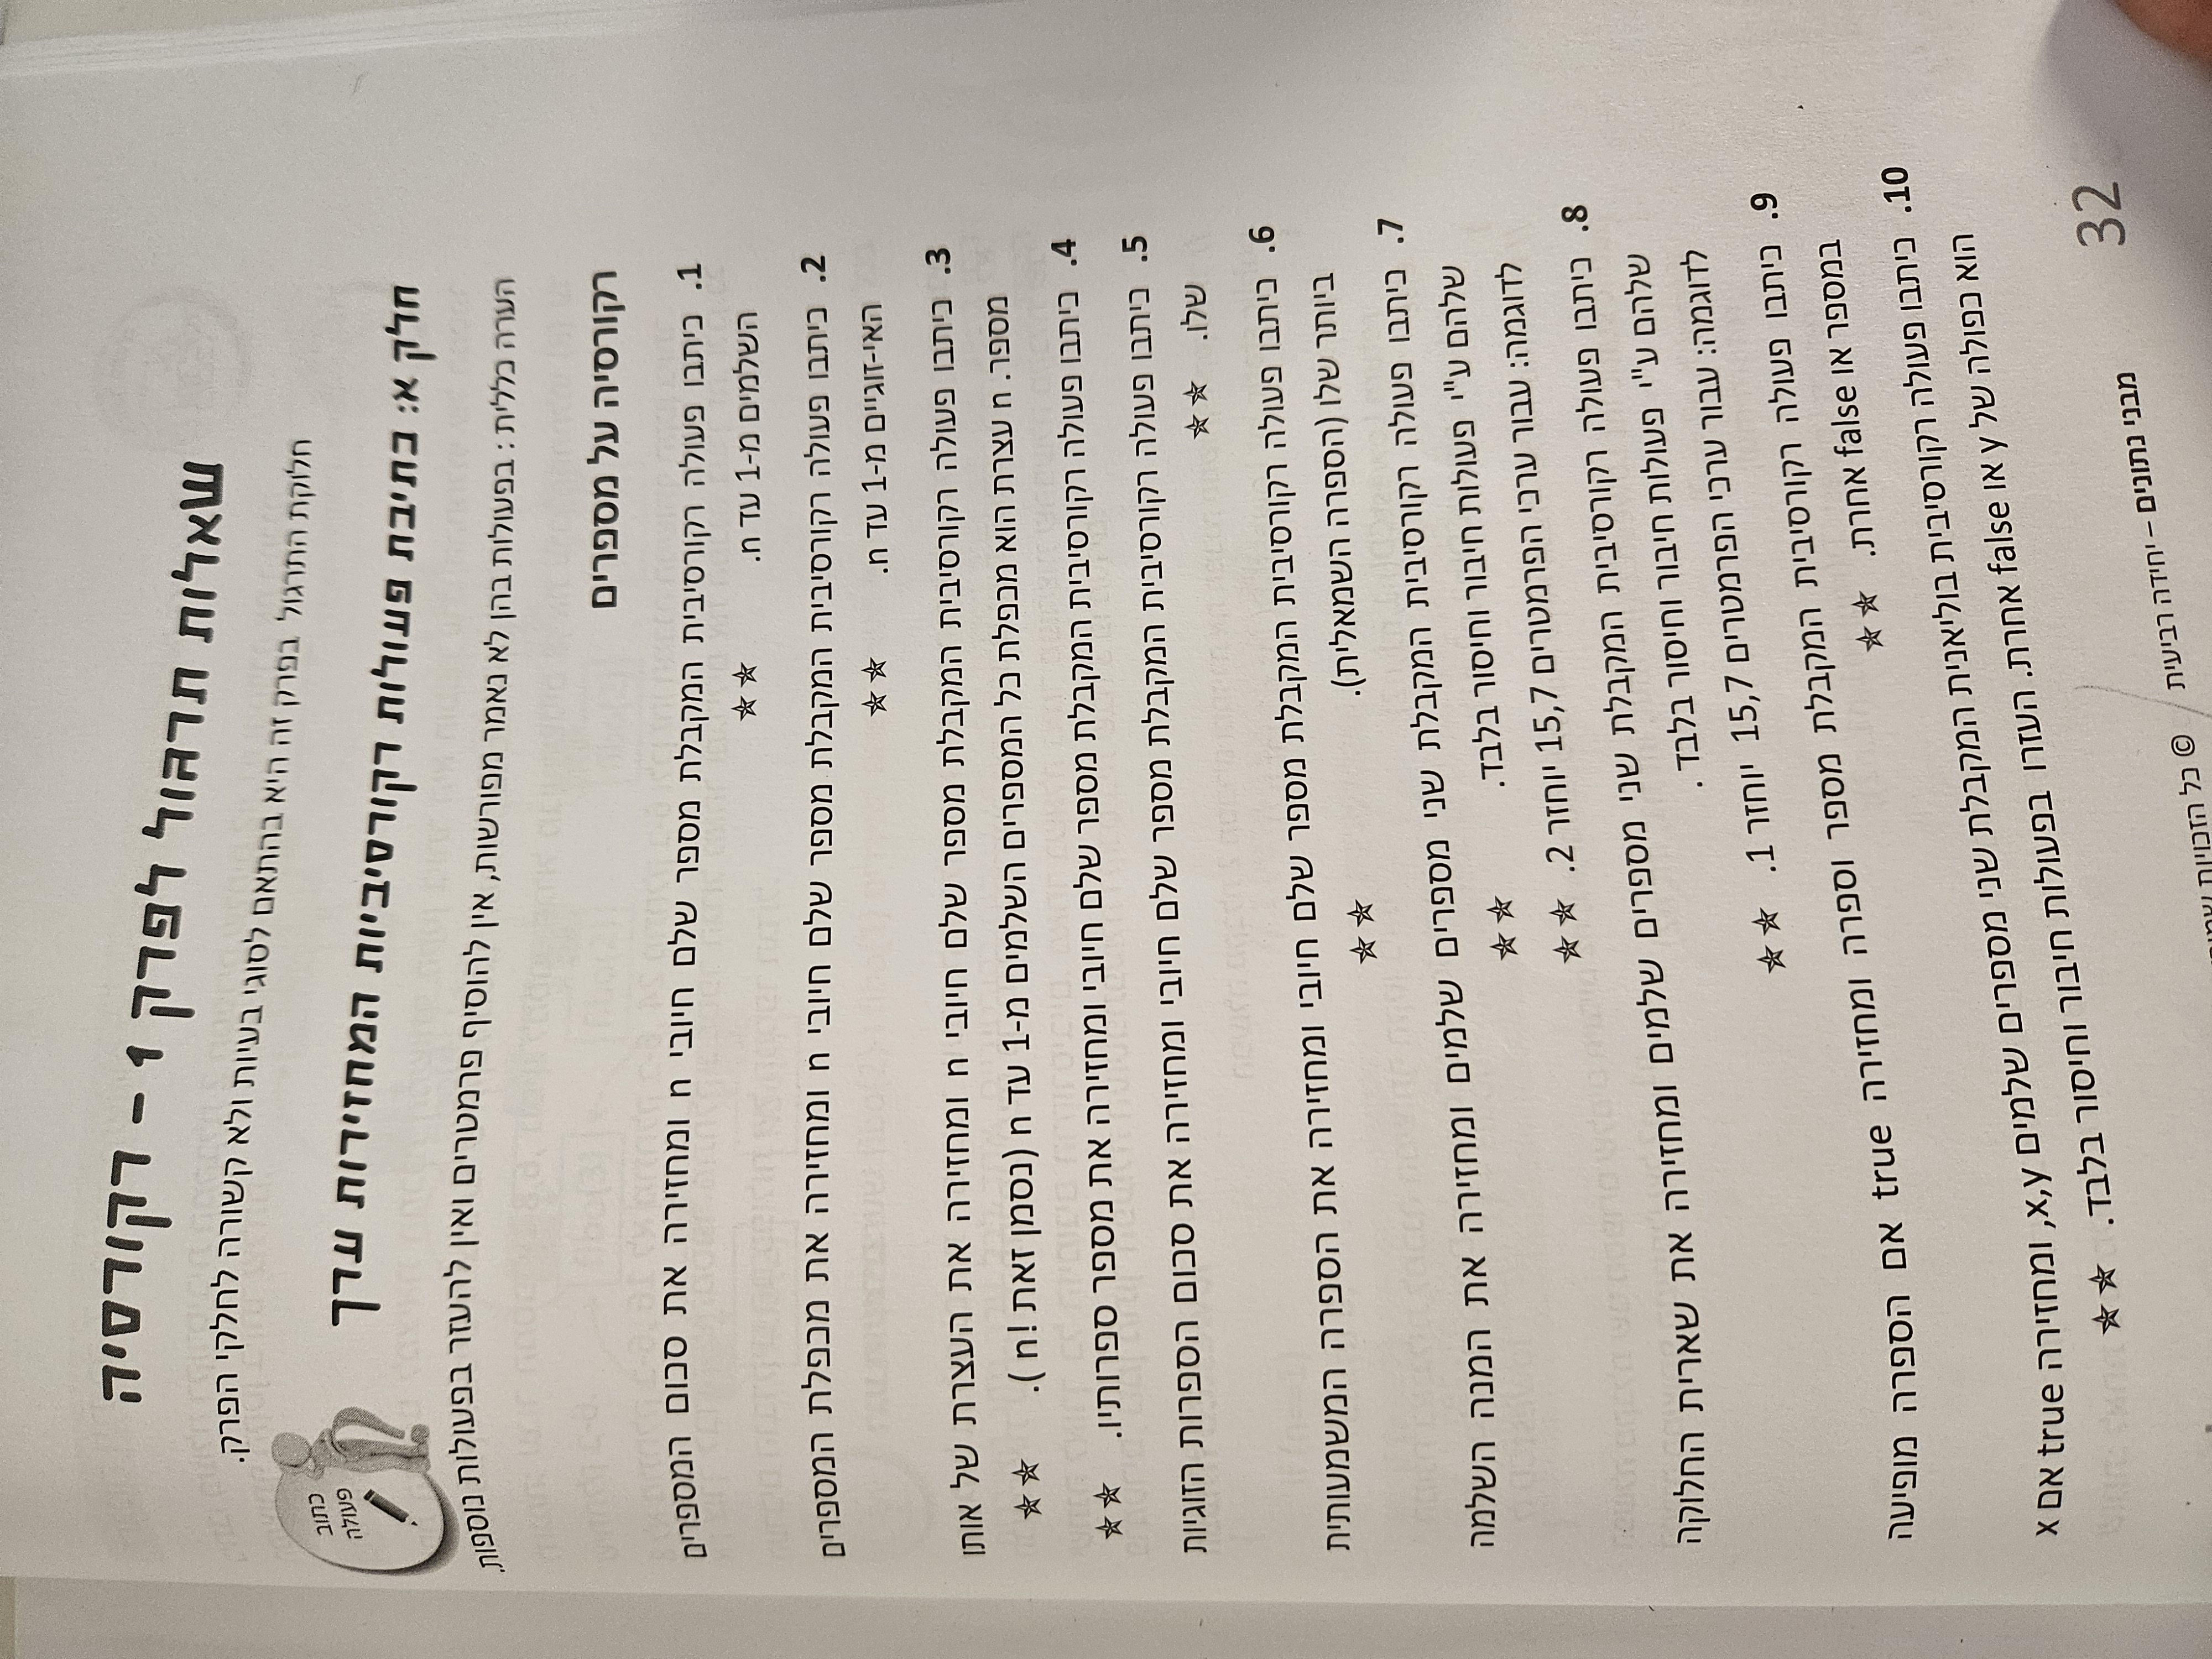 שאלות תרגול לפרק 1 - רקורסיה
חלוקת התרגול בפרק זה היא בהתאם לסוגי בעיות ולא קשורה לחלקי הפרק.
כתוב
פעולה
חלק א: כתיבת פעולות רקורסיביות המחזירות ערך
הערה כללית : בפעולות בהן לא נאמר מפורשות, אין להוסיף פרמטרים ואין להעזר בפעולות נוספות.
רקורסיה על מספרים
1. כיתבו פעולה רקורסיבית המקבלת מספר שלם חיובי n ומחזירה את סכום המספרים
השלמים מ-1 עד n. ✯✯
2. כיתבו פעולה רקורסיבית המקבלת מספר שלם חיובי n ומחזירה את מכפלת המספרים
האי-זוגיים מ-1 עד n. ✯✯
3. כיתבו פעולה רקורסיבית המקבלת מספר שלם חיובי n ומחזירה את העצרת של אותו
מספר. n עצרת הוא מכפלת כל המספרים השלמים מ-1 עד n (נסמן זאת n! ). ✯✯
4. כיתבו פעולה רקורסיבית המקבלת מספר שלם חיובי ומחזירה את מספר ספרותיו. ✯✯
5. כיתבו פעולה רקורסיבית המקבלת מספר שלם חיובי ומחזירה את סכום הספרות הזוגיות
שלו. ✯✯
6. כיתבו פעולה רקורסיבית המקבלת מספר שלם חיובי ומחזירה את הספרה המשמעותית
ביותר שלו (הספרה השמאלית). ✯✯
7. כיתבו פעולה רקורסיבית המקבלת שני מספרים שלמים ומחזירה את המנה השלמה
שלהם ע"י פעולות חיבור וחיסור בלבד. ✯✯
לדוגמה: עבור ערכי הפרמטרים 15,7 יוחזר 2. ✯✯
8. כיתבו פעולה רקורסיבית המקבלת שני מספרים שלמים ומחזירה את שארית החלוקה
שלהם ע"י פעולות חיבור וחיסור בלבד .
לדוגמה: עבור ערכי הפרמטרים 15,7 יוחזר 1. ✯✯
9. כיתבו פעולה רקורסיבית המקבלת מספר וספרה ומחזירה true אם הספרה מופיעה
במספר או false אחרת. ✯✯
10. כיתבו פעולה רקורסיבית בוליאנית המקבלת שני מספרים שלמים x,y, ומחזירה true אם x
הוא כפולה של y או false אחרת. העזרו בפעולות חיבור וחיסור בלבד. ✯✯
32
מבני נתונים – יחידה רביעית / © כל הזכויות